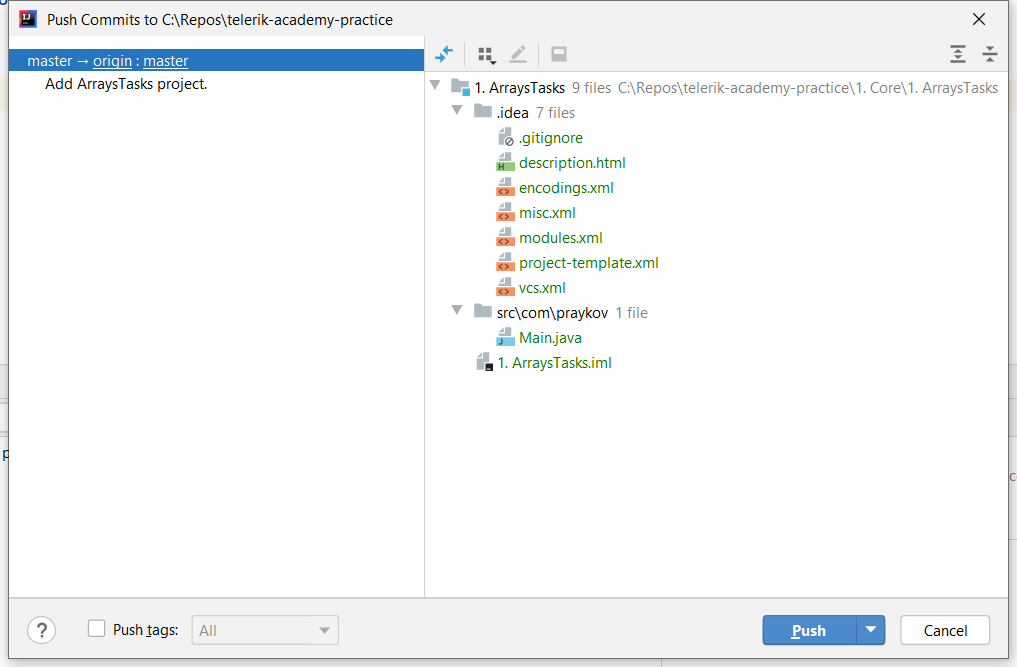 Push Commits to C:\Repos\telerik-academy-practice
master → origin : master
Add ArraysTasks project.
1. ArraysTasks 9 files C:\Repos\telerik-academy-practice\1. Core\1. ArraysTasks
.idea 7 files
.gitignore
description.html
encodings.xml
misc.xml
modules.xml
project-template.xml
vcs.xml
src\com\praykov 1 file
Main.java
1. ArraysTasks.iml
? Push tags: All Push Cancel